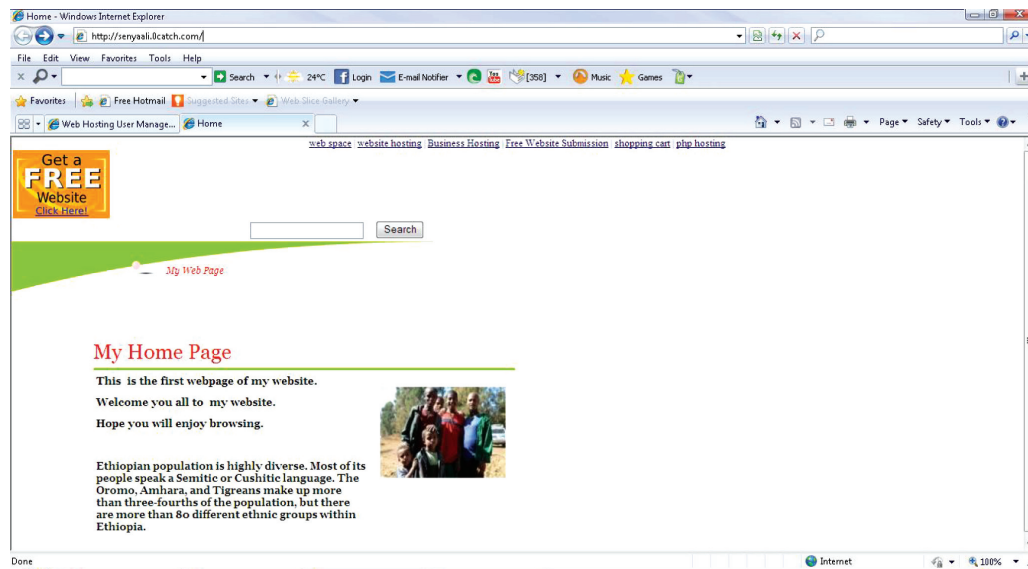 Home - Windows Internet Explorer
http://senyaali.0catch.com/
File Edit View Favorites Tools Help
Search 24°C Login E-mail Notifier [358] Music Games
Favorites Free Hotmail Suggested Sites Web Slice Gallery
Web Hosting User Manage... Home Page Safety Tools
web space website hosting Business Hosting Free Website Submission shopping cart php hosting
Get a
FREE
Website
Click Here!
Search
My Web Page
My Home Page
This is the first webpage of my website.
Welcome you all to my website.
Hope you will enjoy browsing.
Ethiopian population is highly diverse. Most of its
people speak a Semitic or Cushitic language. The
Oromo, Amhara, and Tigreans make up more
than three-fourths of the population, but there
are more than 80 different ethnic groups within
Ethiopia.
Done Internet 100%